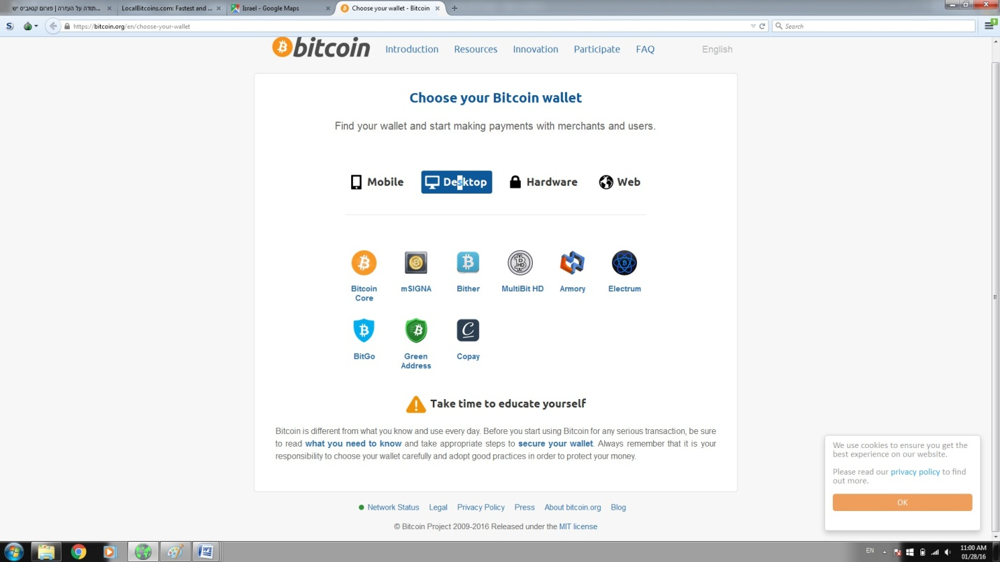 תודה על העזרה | פורום קנאביס יש...
LocalBitcoins.com: Fastest and ...
Israel - Google Maps
Choose your wallet - Bitcoin
https://bitcoin.org/en/choose-your-wallet
Search
bitcoin
Introduction Resources Innovation Participate FAQ English
Choose your Bitcoin wallet
Find your wallet and start making payments with merchants and users.
Mobile Desktop Hardware Web
Bitcoin Core
mSIGNA
Bither
MultiBit HD
Armory
Electrum
BitGo
Green Address
Copay
Take time to educate yourself
Bitcoin is different from what you know and use every day. Before you start using Bitcoin for any serious transaction, be sure
to read what you need to know and take appropriate steps to secure your wallet. Always remember that it is your
responsibility to choose your wallet carefully and adopt good practices in order to protect your money.
We use cookies to ensure you get the
best experience on our website.
Please read our privacy policy to find
out more.
OK
Network Status Legal Privacy Policy Press About bitcoin.org Blog
© Bitcoin Project 2009-2016 Released under the MIT license
EN
11:00 AM
01/28/16